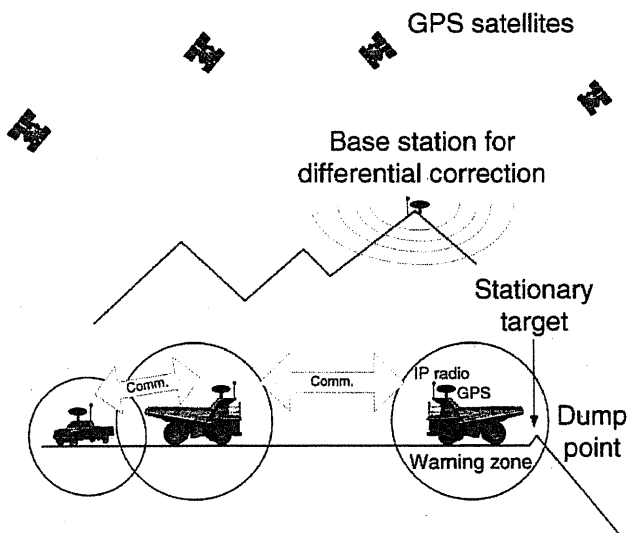 GPS satellites
Base station for
differential correction
Stationary
target
Comm.
Comm.
IP radio
GPS
Dump
point
Warning zone